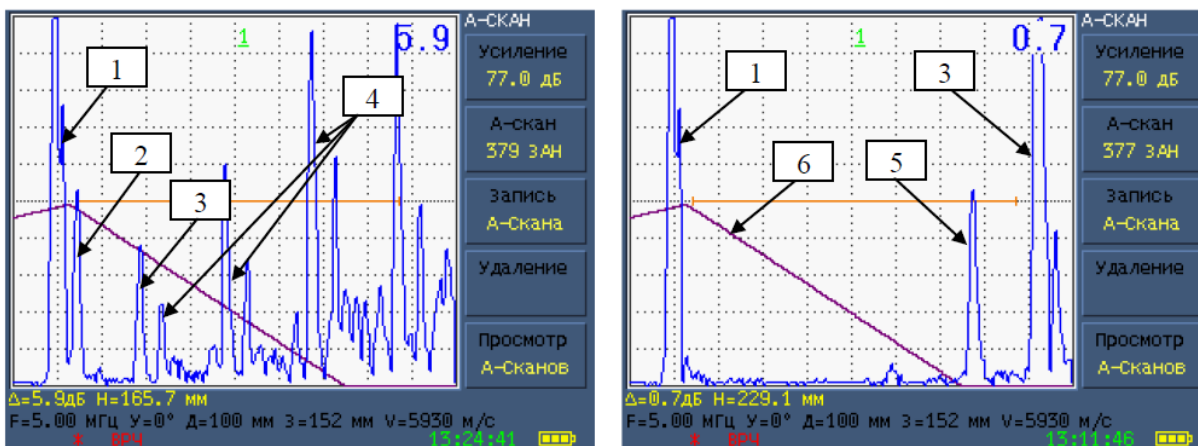 А-СКАН
1
5.9
Усиление
77.0 дБ
1
4
А-скан
379 ЗАН
2
3
Запись
А-Скана
Удаление
Просмотр
А-Сканов
Δ=5.9дБ Н=165.7 мм
F=5.00 МГц У=0° Д=100 мм З=152 мм V=5930 м/с
* ВРЧ
13:24:41
А-СКАН
1
0.7
Усиление
77.0 дБ
1
3
А-скан
377 ЗАН
6
5
Запись
А-Скана
Удаление
Просмотр
А-Сканов
Δ=0.7дБ Н=229.1 мм
F=5.00 МГц У=0° Д=100 мм З=152 мм V=5930 м/с
* ВРЧ
13:11:46